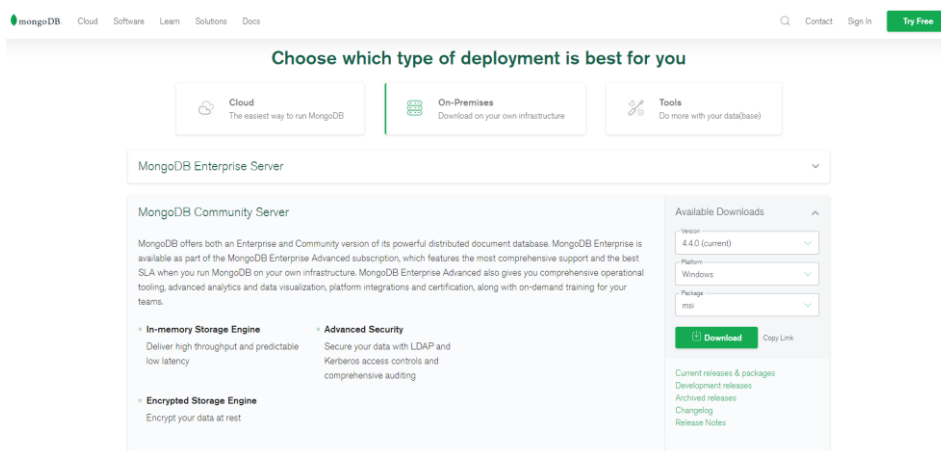 mongoDB.
Cloud
Software
Learn
Solutions
Docs
Contact
Sign In
Try Free
Choose which type of deployment is best for you
Cloud
The easiest way to run MongoDB
On-Premises
Download on your own infrastructure
Tools
Do more with your data(base)
MongoDB Enterprise Server
MongoDB Community Server
MongoDB offers both an Enterprise and Community version of its powerful distributed document database. MongoDB Enterprise is
available as part of the MongoDB Enterprise Advanced subscription, which features the most comprehensive support and the best
SLA when you run MongoDB on your own infrastructure. MongoDB Enterprise Advanced also gives you comprehensive operational
tooling, advanced analytics and data visualization, platform integrations and certification, along with on-demand training for your
teams.
In-memory Storage Engine
Deliver high throughput and predictable
low latency
Advanced Security
Secure your data with LDAP and
Kerberos access controls and
comprehensive auditing
Encrypted Storage Engine
Encrypt your data at rest
Available Downloads
Version
4.4.0 (current)
Platform
Windows
Package
msi
Download
Copy Link
Current releases & packages
Development releases
Archived releases
Changelog
Release Notes